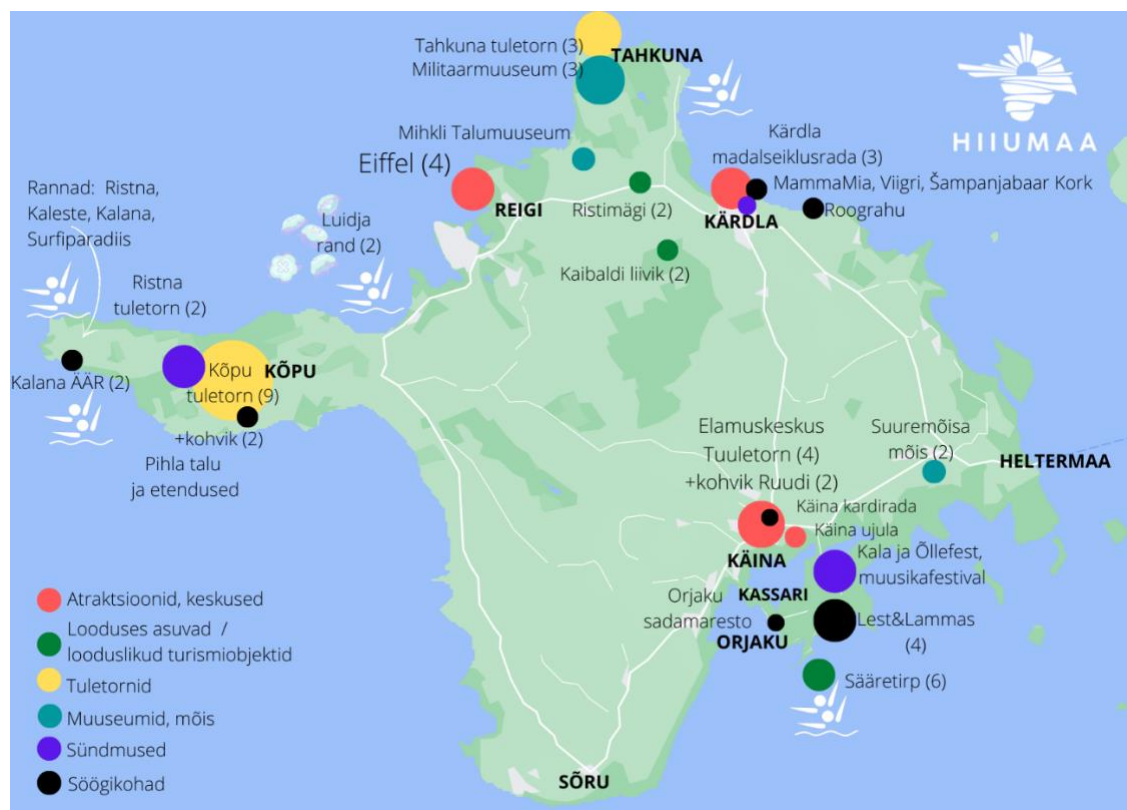 Tahkuna tuletorn (3)
Militaarmuuseum (3)
TAHKUNA
HIIUMAA
Mihkli Talumuuseum
Eiffel (4)
REIGI
Ristimägi (2)
Kärdla
madalseiklusrada (3)
MammaMia, Viigri, Šampanjabaar Kork
KÄRDLA
Roograhu
Rannad: Ristna,
Kaleste, Kalana,
Surfiparadiis
Luidja
rand (2)
Kaibaldi liivik (2)
Ristna
tuletorn (2)
Kalana ÄÄR (2)
Kõpu
tuletorn (9)
KÕPU
+kohvik (2)
Pihla talu
ja etendused
Elamuskeskus
Tuuletorn (4)
+kohvik Ruudi (2)
Suuremõisa
mõis (2)
HELTERMAA
Käina kardirada
Käina ujula
KÄINA
Kala ja Õllefest,
muusikafestival
KASSARI
Orjaku
sadamaresto
ORJAKU
Lest&Lammas
(4)
Sääretirp (6)
SÕRU
Atraktsioonid, keskused
Looduses asuvad /
looduslikud turismiobjektid
Tuletornid
Muuseumid, mõis
Sündmused
Söögikohad